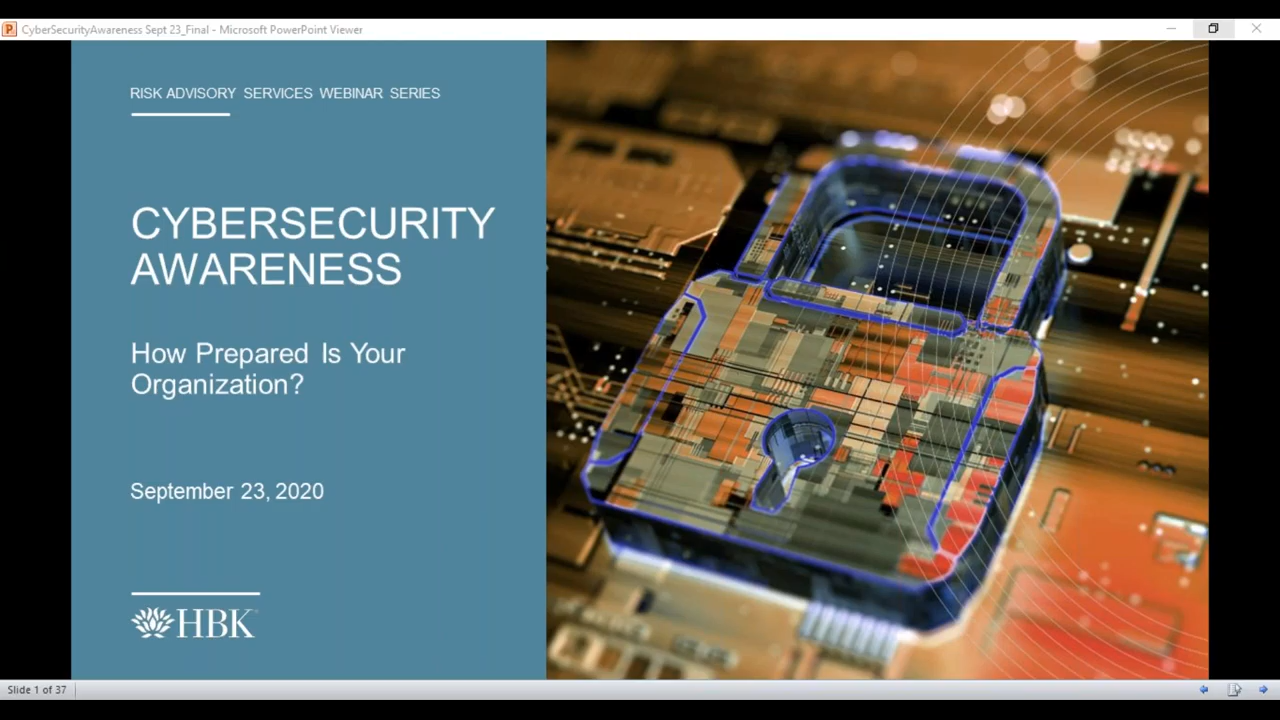 CyberSecurityAwareness Sept 23_Final - Microsoft PowerPoint Viewer
RISK ADVISORY SERVICES WEBINAR SERIES
CYBERSECURITY
AWARENESS
How Prepared Is Your
Organization?
September 23, 2020
HBK
Slide 1 of 37